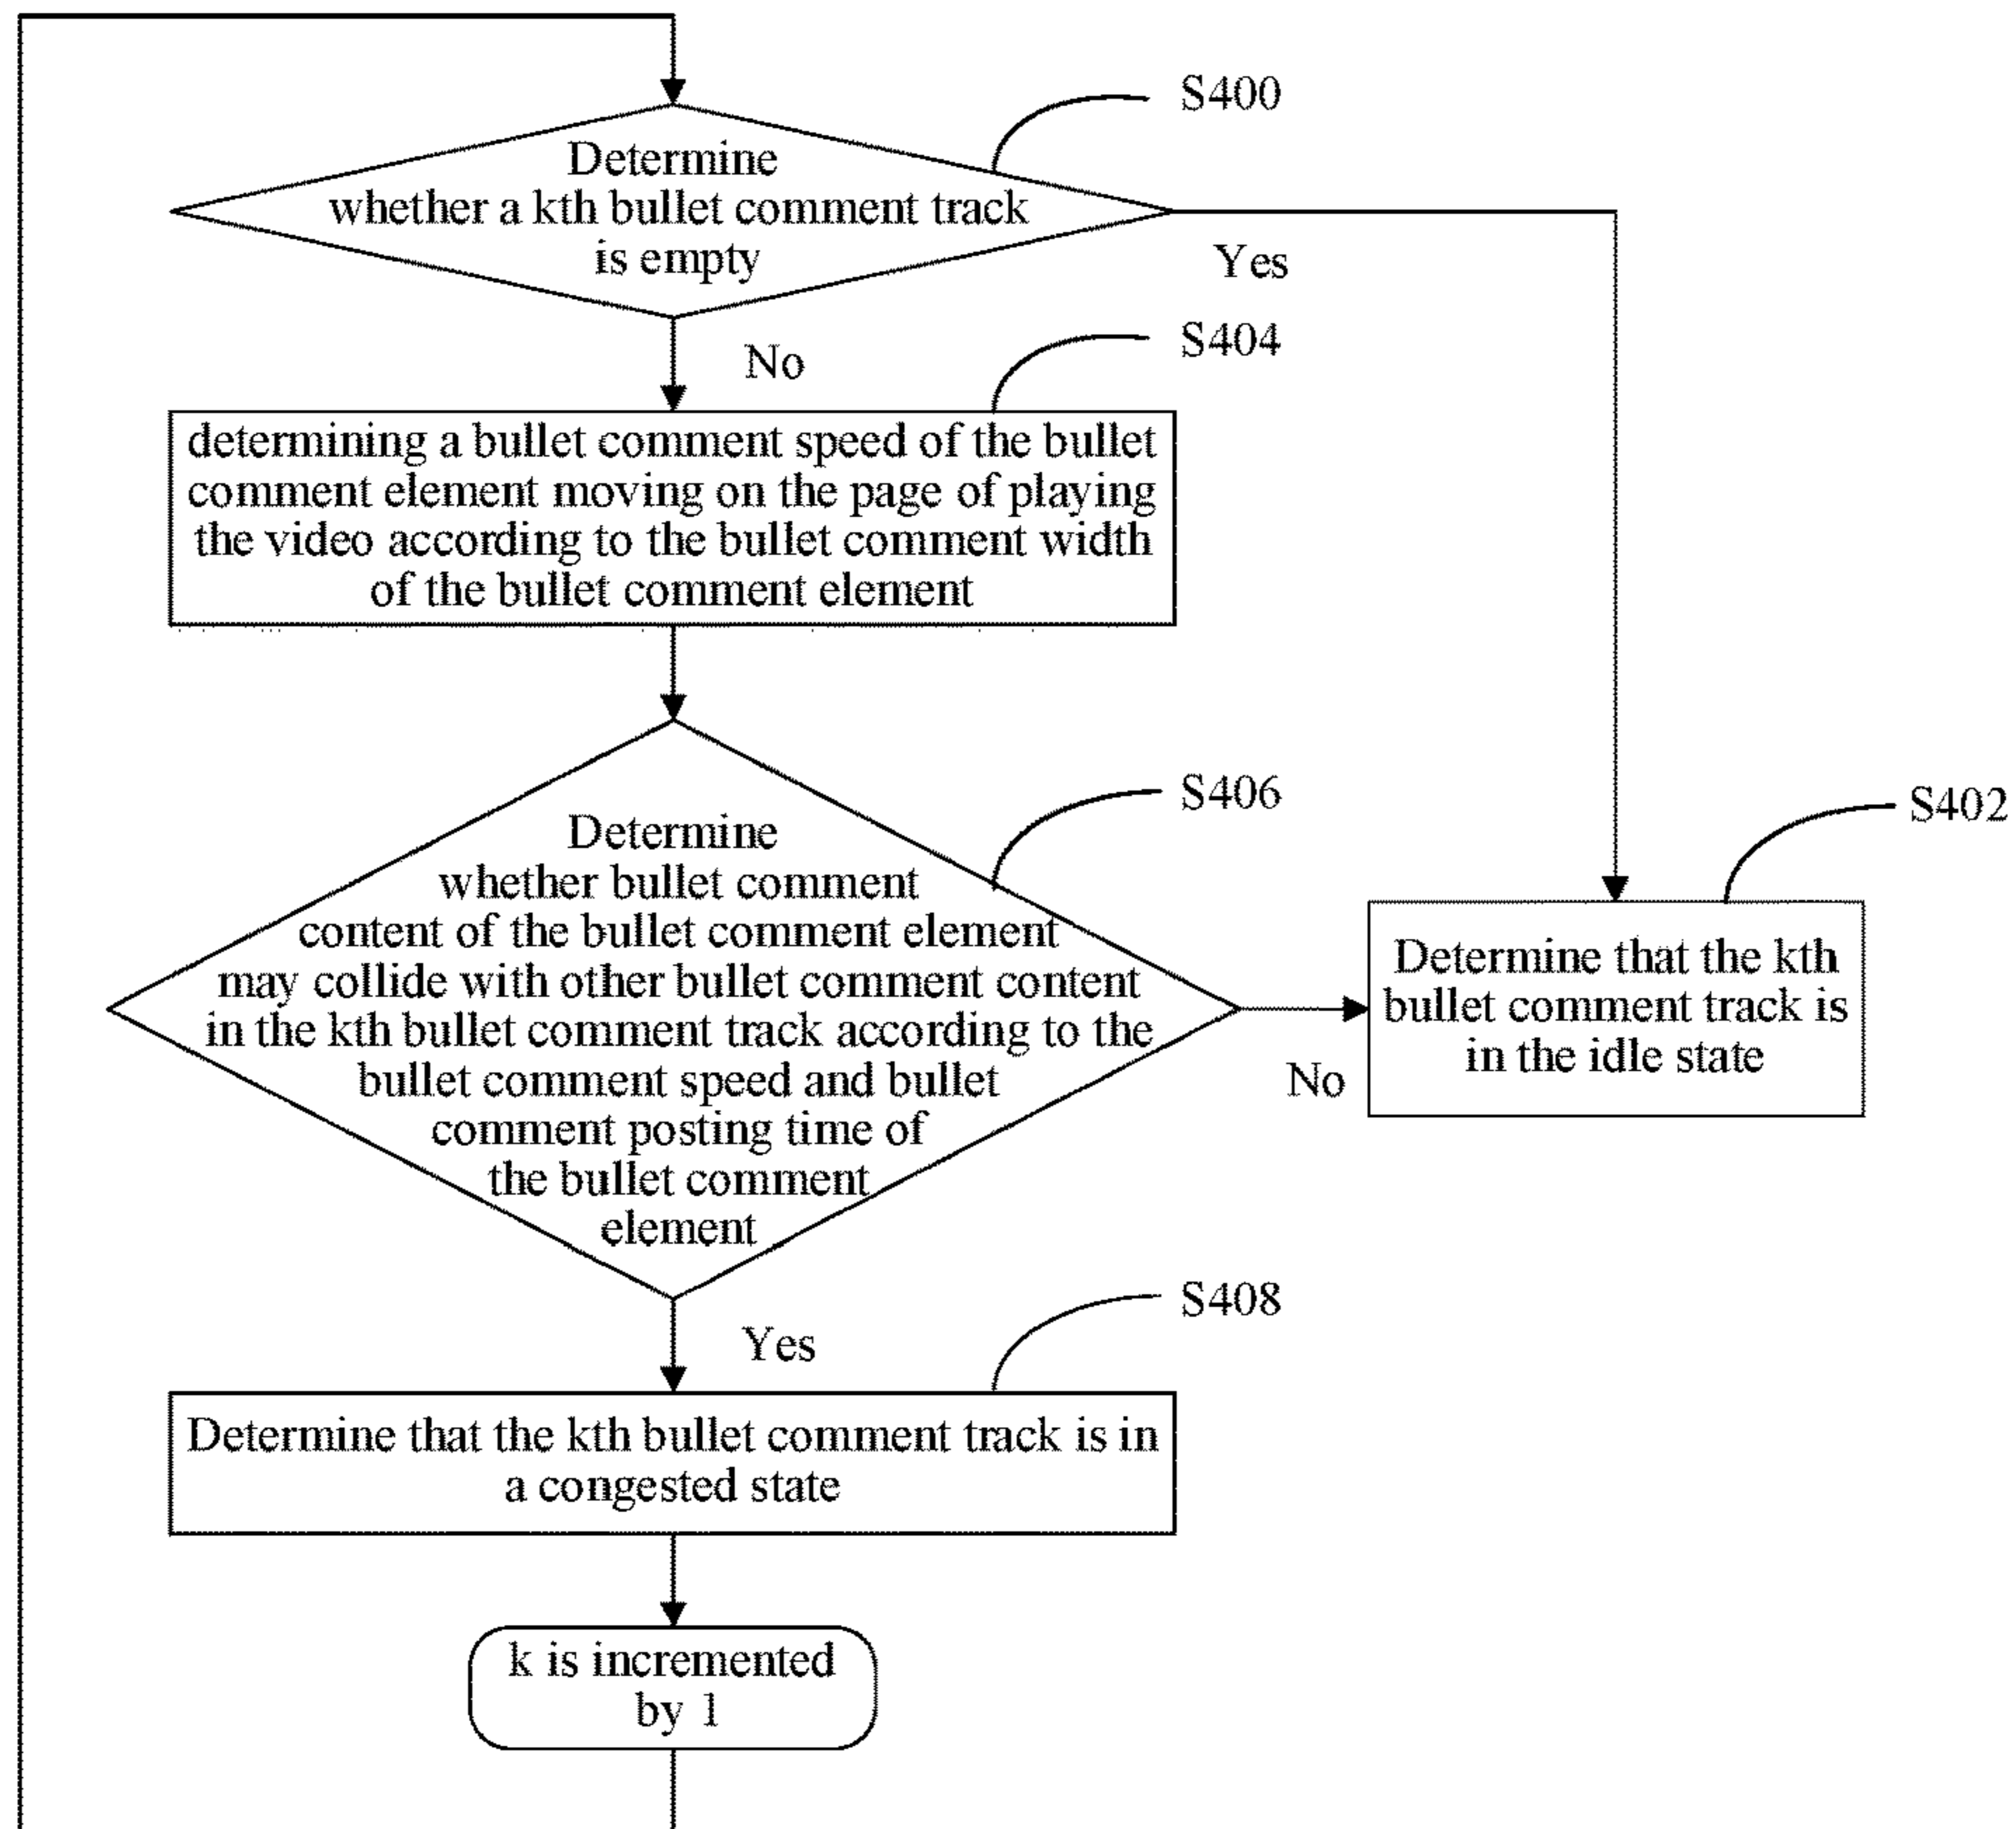 S400
Determine
whether a kth bullet comment track
is empty
Yes
No
S404
determining a bullet comment speed of the bullet
comment element moving on the page of playing
the video according to the bullet comment width
of the bullet comment element
S406
Determine
whether bullet comment
content of the bullet comment element
may collide with other bullet comment content
in the kth bullet comment track according to the
bullet comment speed and bullet
comment posting time of
the bullet comment
element
No
S402
Determine that the kth
bullet comment track is
in the idle state
Yes
S408
Determine that the kth bullet comment track is in
a congested state
k is incremented
by 1